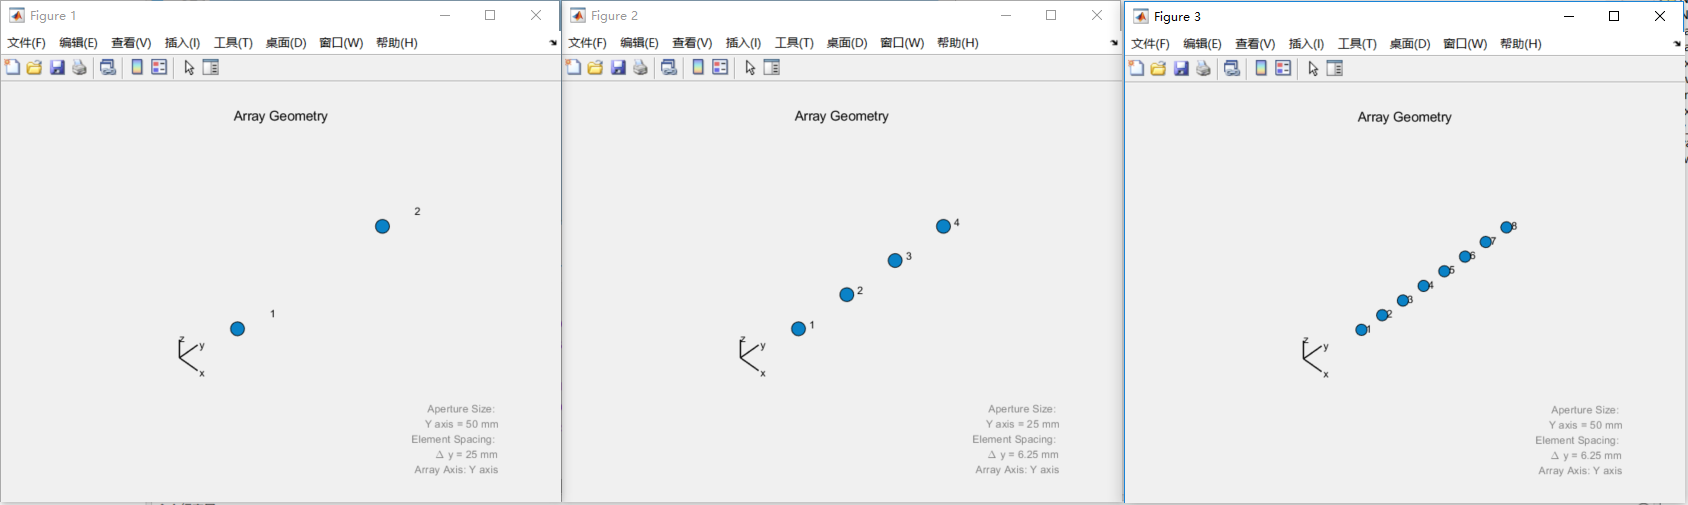 Figure 1
文件(F) 编辑(E) 查看(V) 插入(I) 工具(T) 桌面(D) 窗口(W) 帮助(H)
Array Geometry
2
1
z
y
x
Aperture Size:
Y axis = 50 mm
Element Spacing:
Δ y = 25 mm
Array Axis: Y axis
Figure 2
文件(F) 编辑(E) 查看(V) 插入(I) 工具(T) 桌面(D) 窗口(W) 帮助(H)
Array Geometry
4
3
2
1
z
y
x
Aperture Size:
Y axis = 25 mm
Element Spacing:
Δ y = 6.25 mm
Array Axis: Y axis
Figure 3
文件(F) 编辑(E) 查看(V) 插入(I) 工具(T) 桌面(D) 窗口(W) 帮助(H)
Array Geometry
8
7
6
5
4
3
2
1
z
y
x
Aperture Size:
Y axis = 50 mm
Element Spacing:
Δ y = 6.25 mm
Array Axis: Y axis